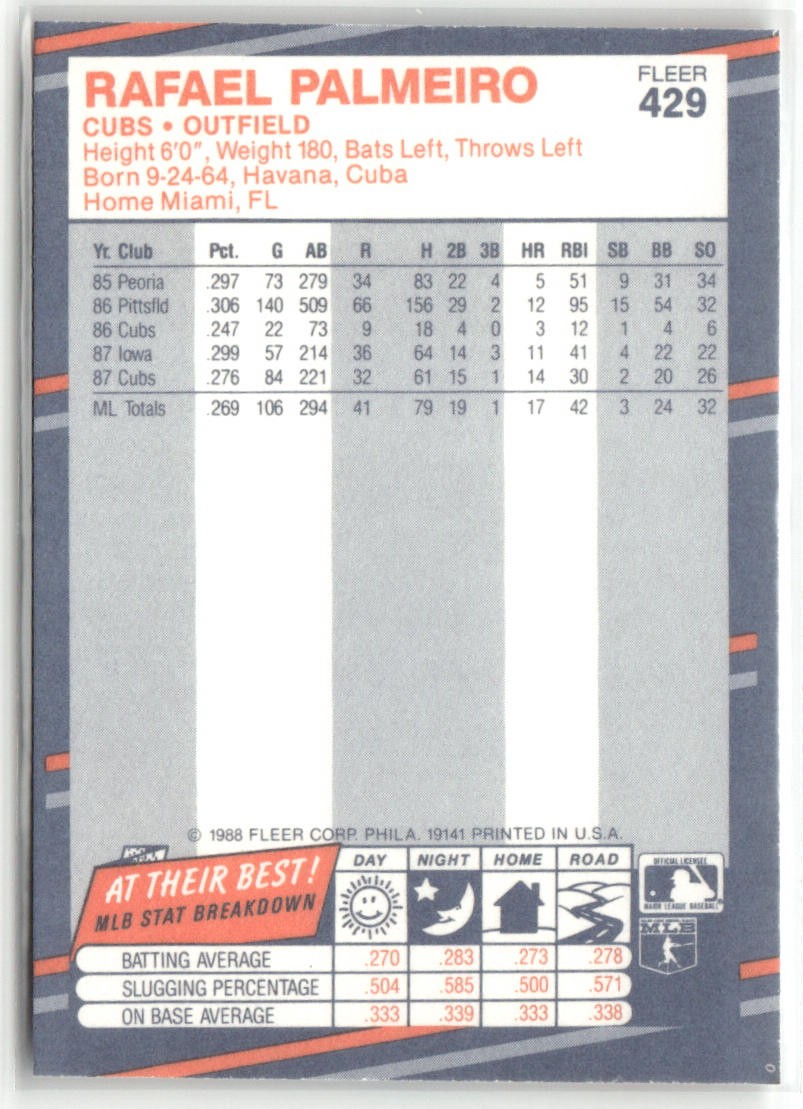 RAFAEL PALMEIRO
FLEER
429
CUBS • OUTFIELD
Height 6'0", Weight 180, Bats Left, Throws Left
Born 9-24-64, Havana, Cuba
Home Miami, FL
Yr. Club Pct. G AB R H 2B 3B HR RBI SB BB SO
85 Peoria .297 73 279 34 83 22 4 5 51 9 31 34
86 Pittsfld .306 140 509 66 156 29 2 12 95 15 54 32
86 Cubs .247 22 73 9 18 4 0 3 12 1 4 6
87 Iowa .299 57 214 36 64 14 3 11 41 4 22 22
87 Cubs .276 84 221 32 61 15 1 14 30 2 20 26
ML Totals .269 106 294 41 79 19 1 17 42 3 24 32
© 1988 FLEER CORP. PHILA. 19141 PRINTED IN U.S.A.
AT THEIR BEST!
MLB STAT BREAKDOWN
DAY NIGHT HOME ROAD
BATTING AVERAGE .270 .283 .273 .278
SLUGGING PERCENTAGE .504 .585 .500 .571
ON BASE AVERAGE .333 .339 .333 .338
OFFICIAL LICENSEE
MAJOR LEAGUE BASEBALL
MLB